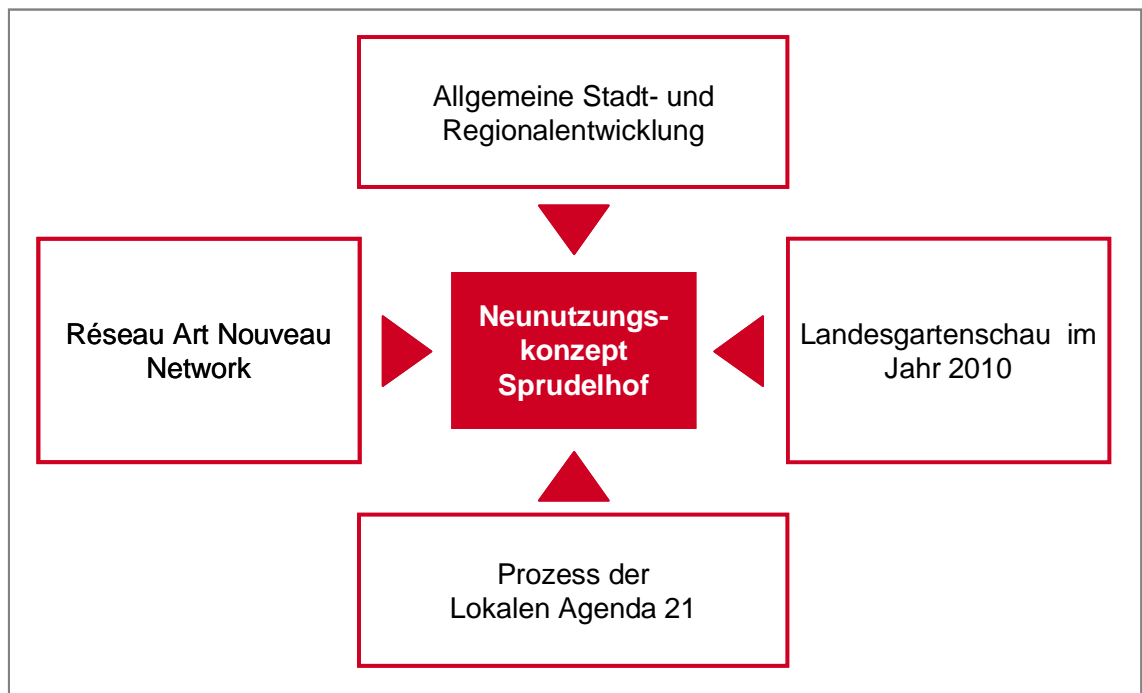 Allgemeine Stadt- und
Regionalentwicklung
Réseau Art Nouveau
Network
Neunutzungs-
konzept
Sprudelhof
Landesgartenschau im
Jahr 2010
Prozess der
Lokalen Agenda 21